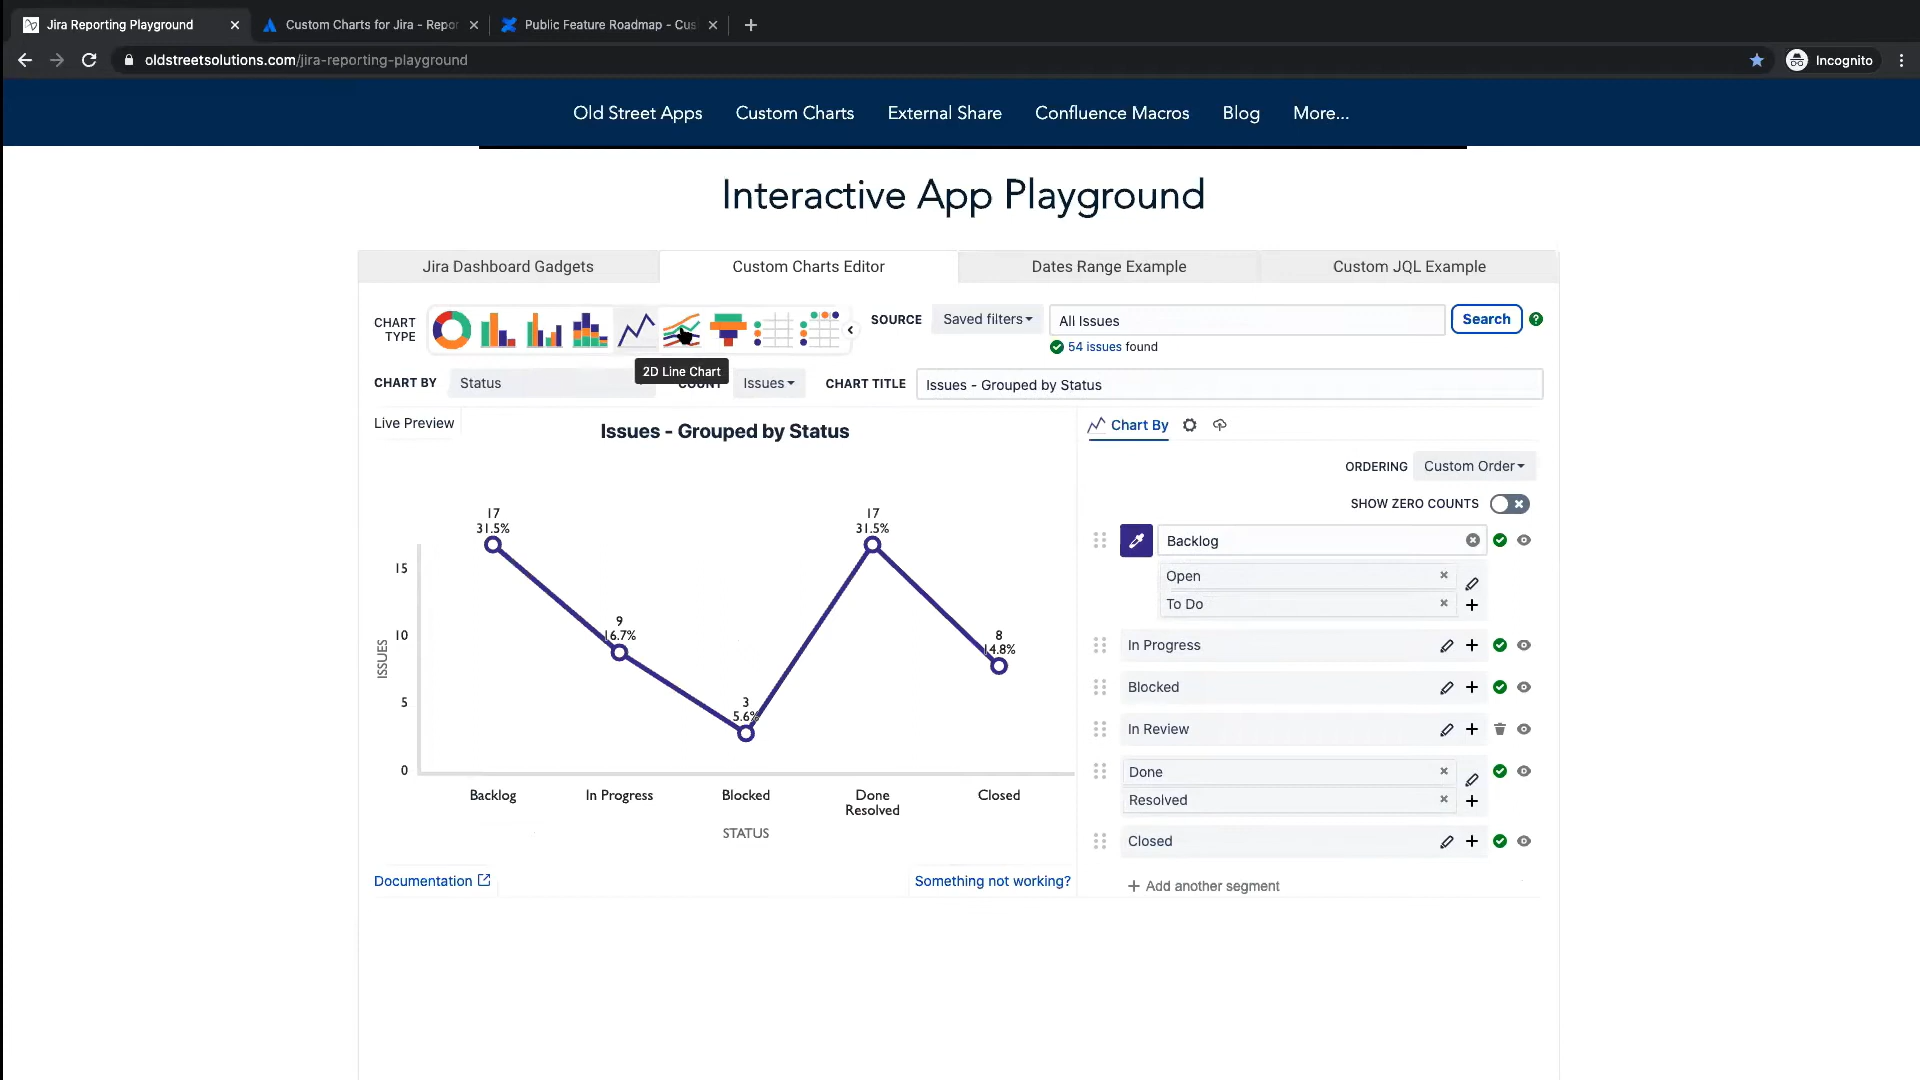 Jira Reporting Playground
Custom Charts for Jira - Repor
Public Feature Roadmap - Cus
oldstreetsolutions.com/jira-reporting-playground
Incognito
Old Street Apps
Custom Charts
External Share
Confluence Macros
Blog
More...
Interactive App Playground
Jira Dashboard Gadgets
Custom Charts Editor
Dates Range Example
Custom JQL Example
CHART
TYPE
SOURCE
Saved filters
All Issues
Search
54 issues found
2D Line Chart
CHART BY
Status
COUNT
Issues
CHART TITLE
Issues - Grouped by Status
Live Preview
Issues - Grouped by Status
Chart By
ORDERING
Custom Order
SHOW ZERO COUNTS
17
31.5%
17
31.5%
15
9
16.7%
10
8
14.8%
ISSUES
3
5.6%
5
0
Backlog
In Progress
Blocked
Done
Resolved
Closed
STATUS
Backlog
Open
To Do
In Progress
Blocked
In Review
Done
Resolved
Closed
Add another segment
Documentation
Something not working?